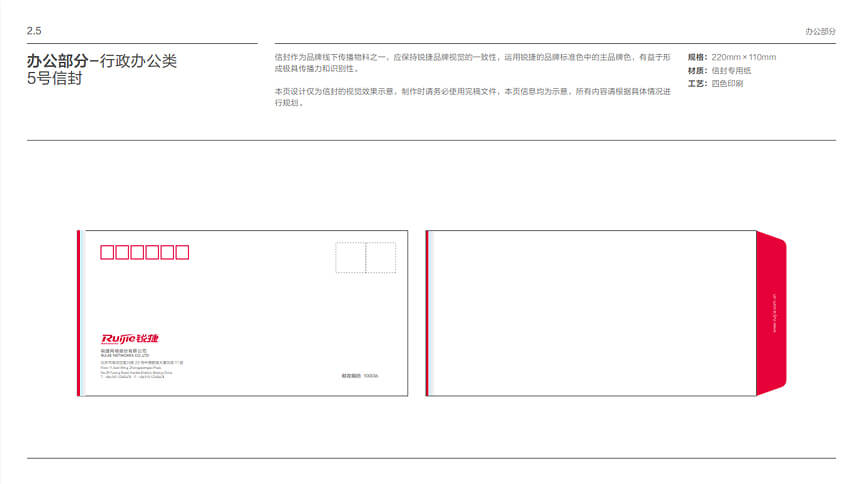 2.5
办公部分
办公部分–行政办公类
5号信封
信封作为品牌线下传播物料之一，应保持锐捷品牌视觉的一致性，运用锐捷的品牌标准色中的主品牌色，有益于形
成极具传播力和识别性。
本页设计仅为信封的视觉效果示意，制作时请务必使用完稿文件，本页信息均为示意，所有内容请根据具体情况进
行规划。
规格：220mm×110mm
材质：信封专用纸
工艺：四色印刷
Ruijie锐捷
锐捷网络股份有限公司
RUIJIE NETWORKS CO.,LTD
邮政编码：100036